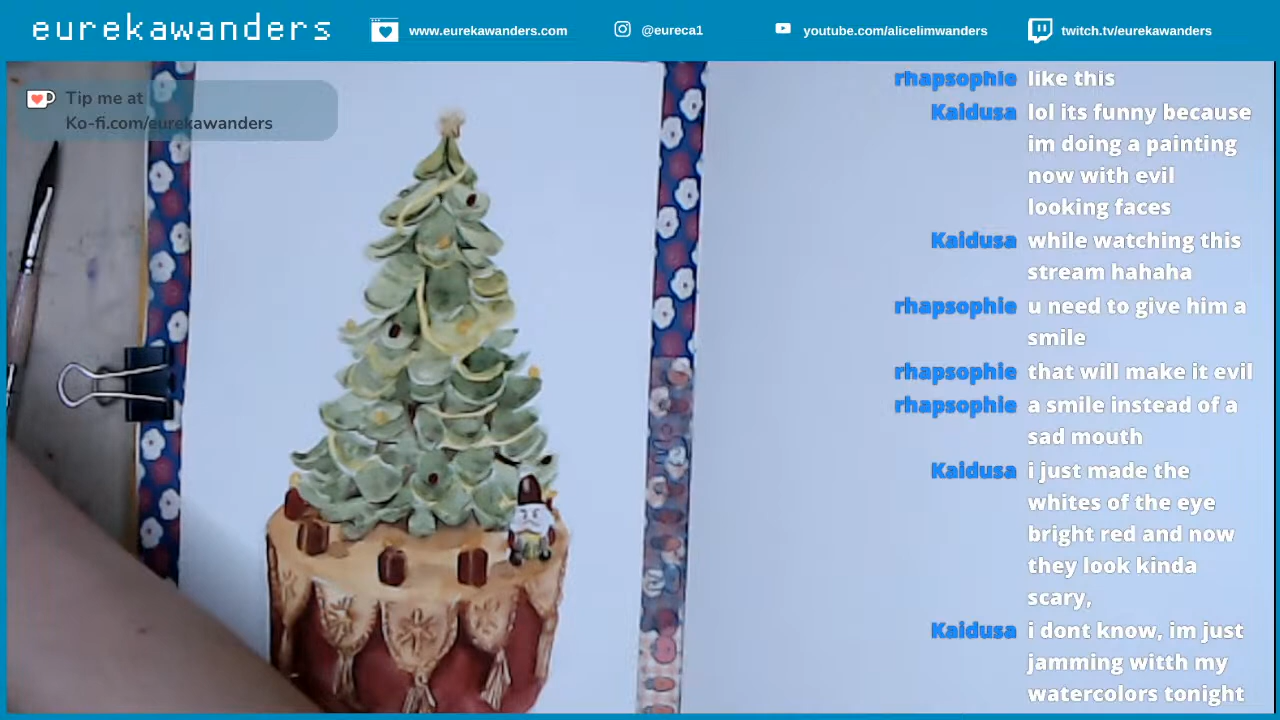 eurekawanders
www.eurekawanders.com
@eureca1
youtube.com/alicelimwanders
twitch.tv/eurekawanders
Tip me at
Ko-fi.com/eurekawanders
rhapsophie like this
Kaidusa lol its funny because
im doing a painting
now with evil
looking faces
Kaidusa while watching this
stream hahaha
rhapsophie u need to give him a
smile
rhapsophie that will make it evil
rhapsophie a smile instead of a
sad mouth
Kaidusa i just made the
whites of the eye
bright red and now
they look kinda
scary,
Kaidusa i dont know, im just
jamming witth my
watercolors tonight